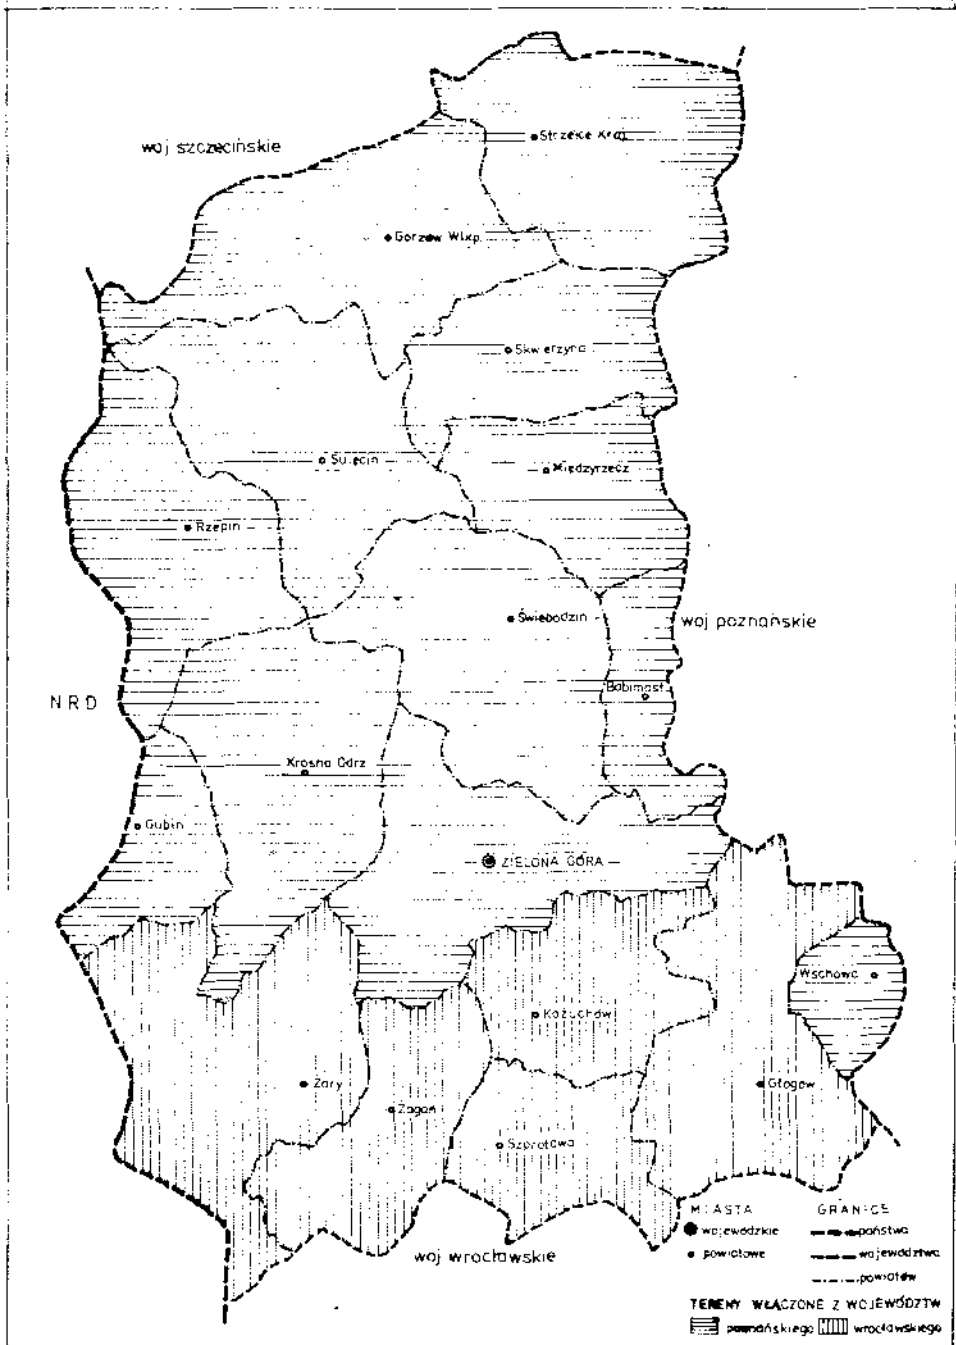 Strzelce Kraj.
woj szczecińskie
Gorzów Wlkp.
Skwierzyna
Sulęcin
Międzyrzecz
Rzepin
Świebodzin
woj poznańskie
Babimost
NRD
Krosno Odrz
Gubin
ZIELONA GÓRA
Wschowa
Kożuchów
Żary
Głogów
Żagań
Szprotawa
woj wrocławskie
MIASTA
wojewódzkie
powiatowe
GRANICE
państwa
województwa
powiatów
TERENY WŁĄCZONE Z WOJEWÓDZTW
poznańskiego wrocławskiego